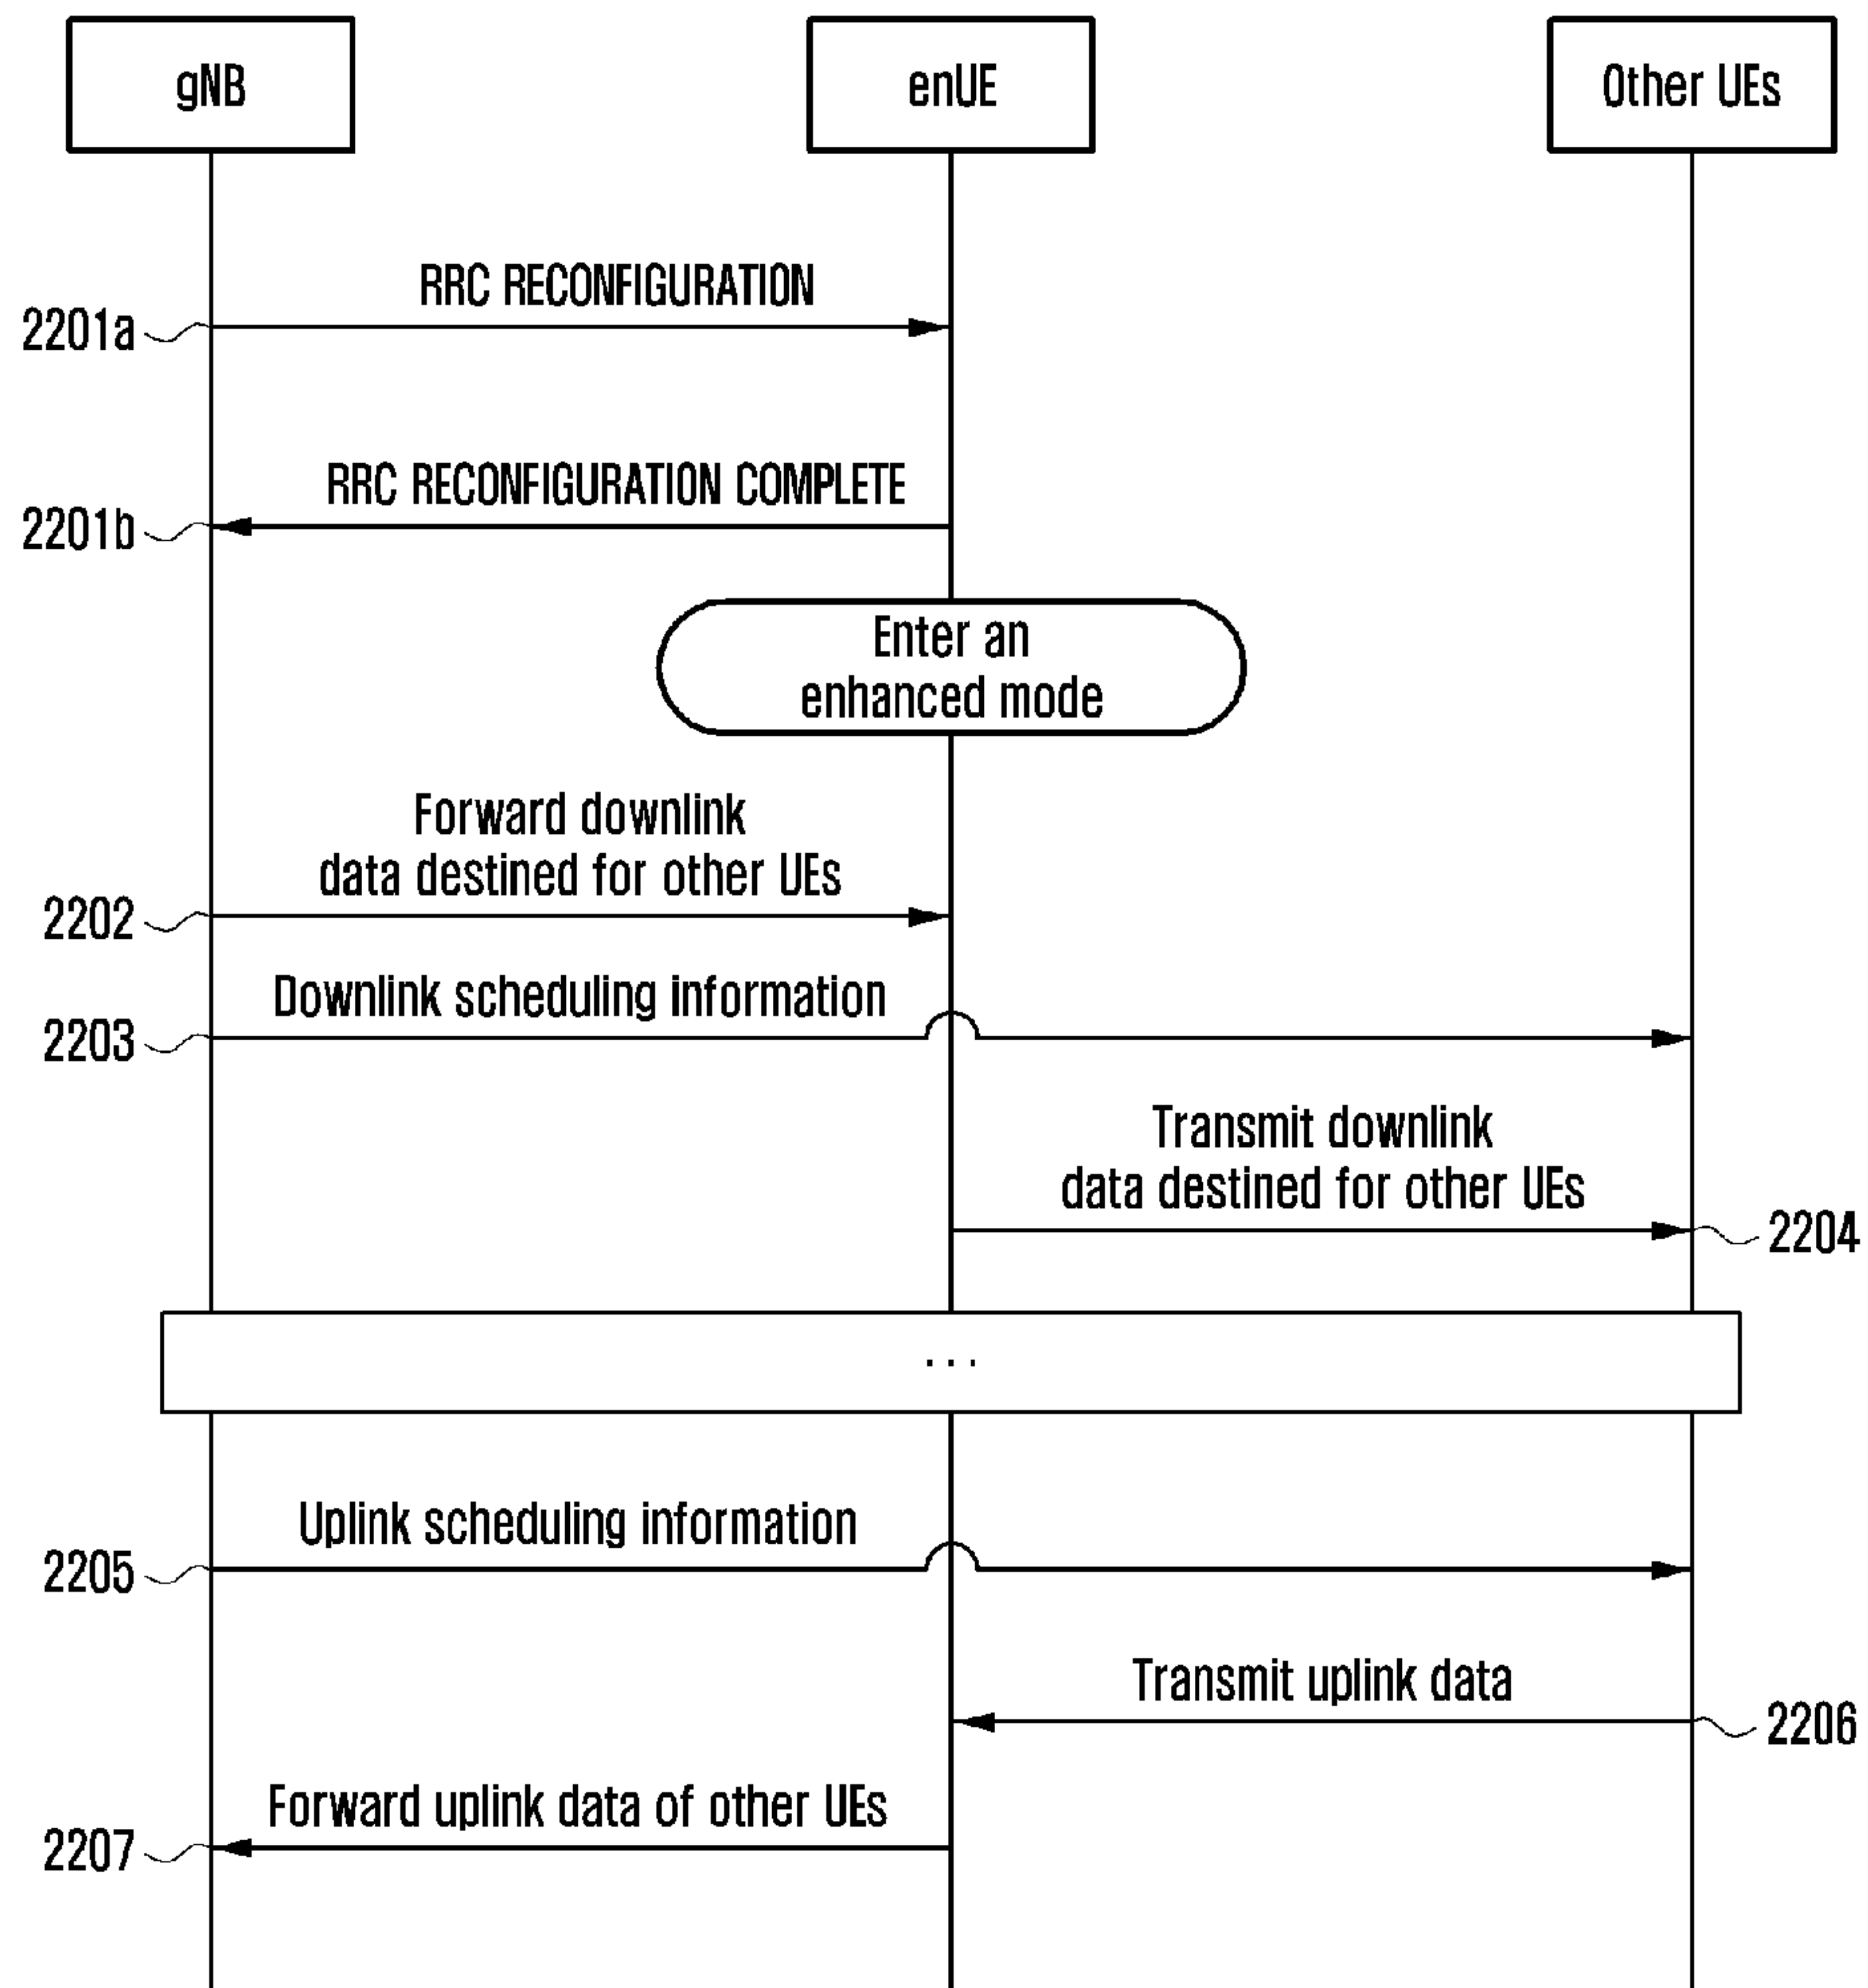 gNB
enUE
Other UEs
RRC RECONFIGURATION
2201a
RRC RECONFIGURATION COMPLETE
2201b
Enter an
enhanced mode
Forward downlink
data destined for other UEs
2202
Downlink scheduling information
2203
Transmit downlink
data destined for other UEs
2204
...
Uplink scheduling information
2205
Transmit uplink data
2206
Forward uplink data of other UEs
2207